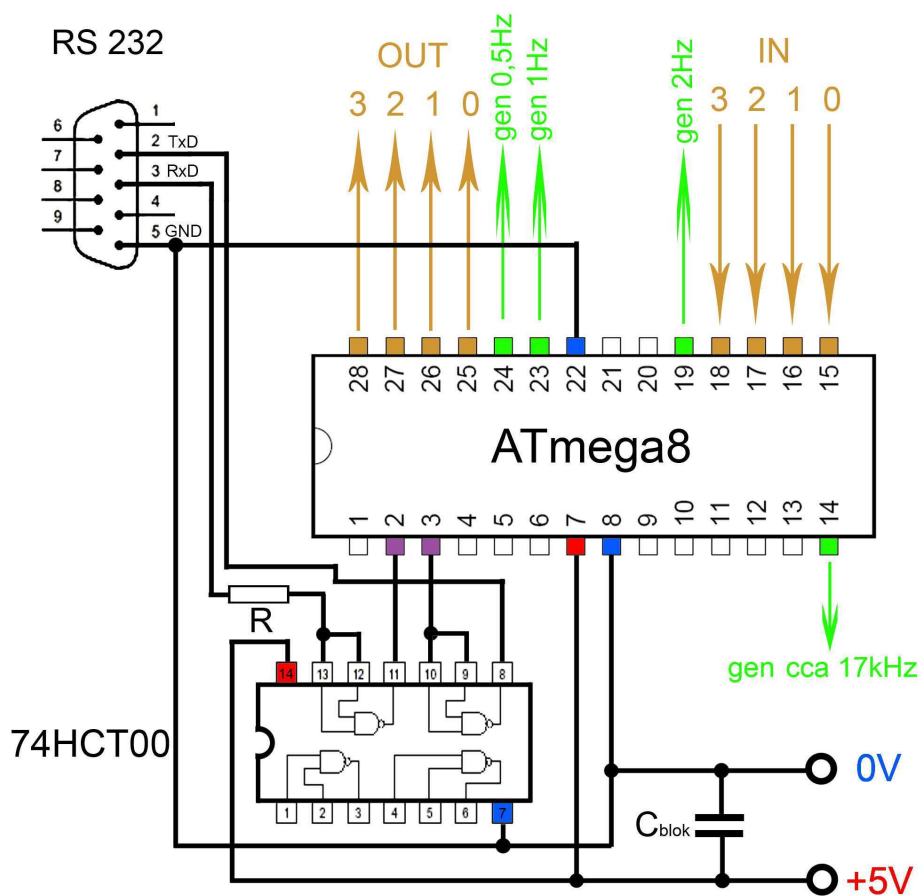 RS 232
1
6
2 TxD
7
3 RxD
8
4
9
5 GND
OUT
3 2 1 0
gen 0,5Hz
gen 1Hz
gen 2Hz
IN
3 2 1 0
28 27 26 25 24 23 22 21 20 19 18 17 16 15
ATmega8
1 2 3 4 5 6 7 8 9 10 11 12 13 14
R
gen cca 17kHz
14 13 12 11 10 9 8
74HCT00
1 2 3 4 5 6 7
0V
Cblok
+5V